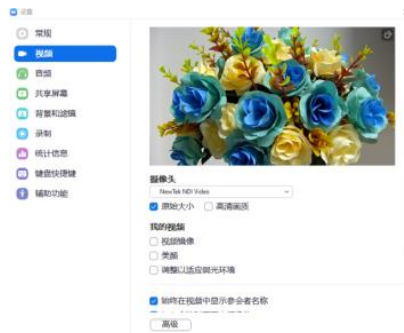 设置
常规
视频
音频
共享屏幕
背景和滤镜
录制
统计信息
键盘快捷键
辅助功能
摄像头
NewTek NDI Video
原始大小 高清画质
我的视频
视频镜像
美颜
调整以适应弱光环境
始终在视频中显示参会者名称
高级